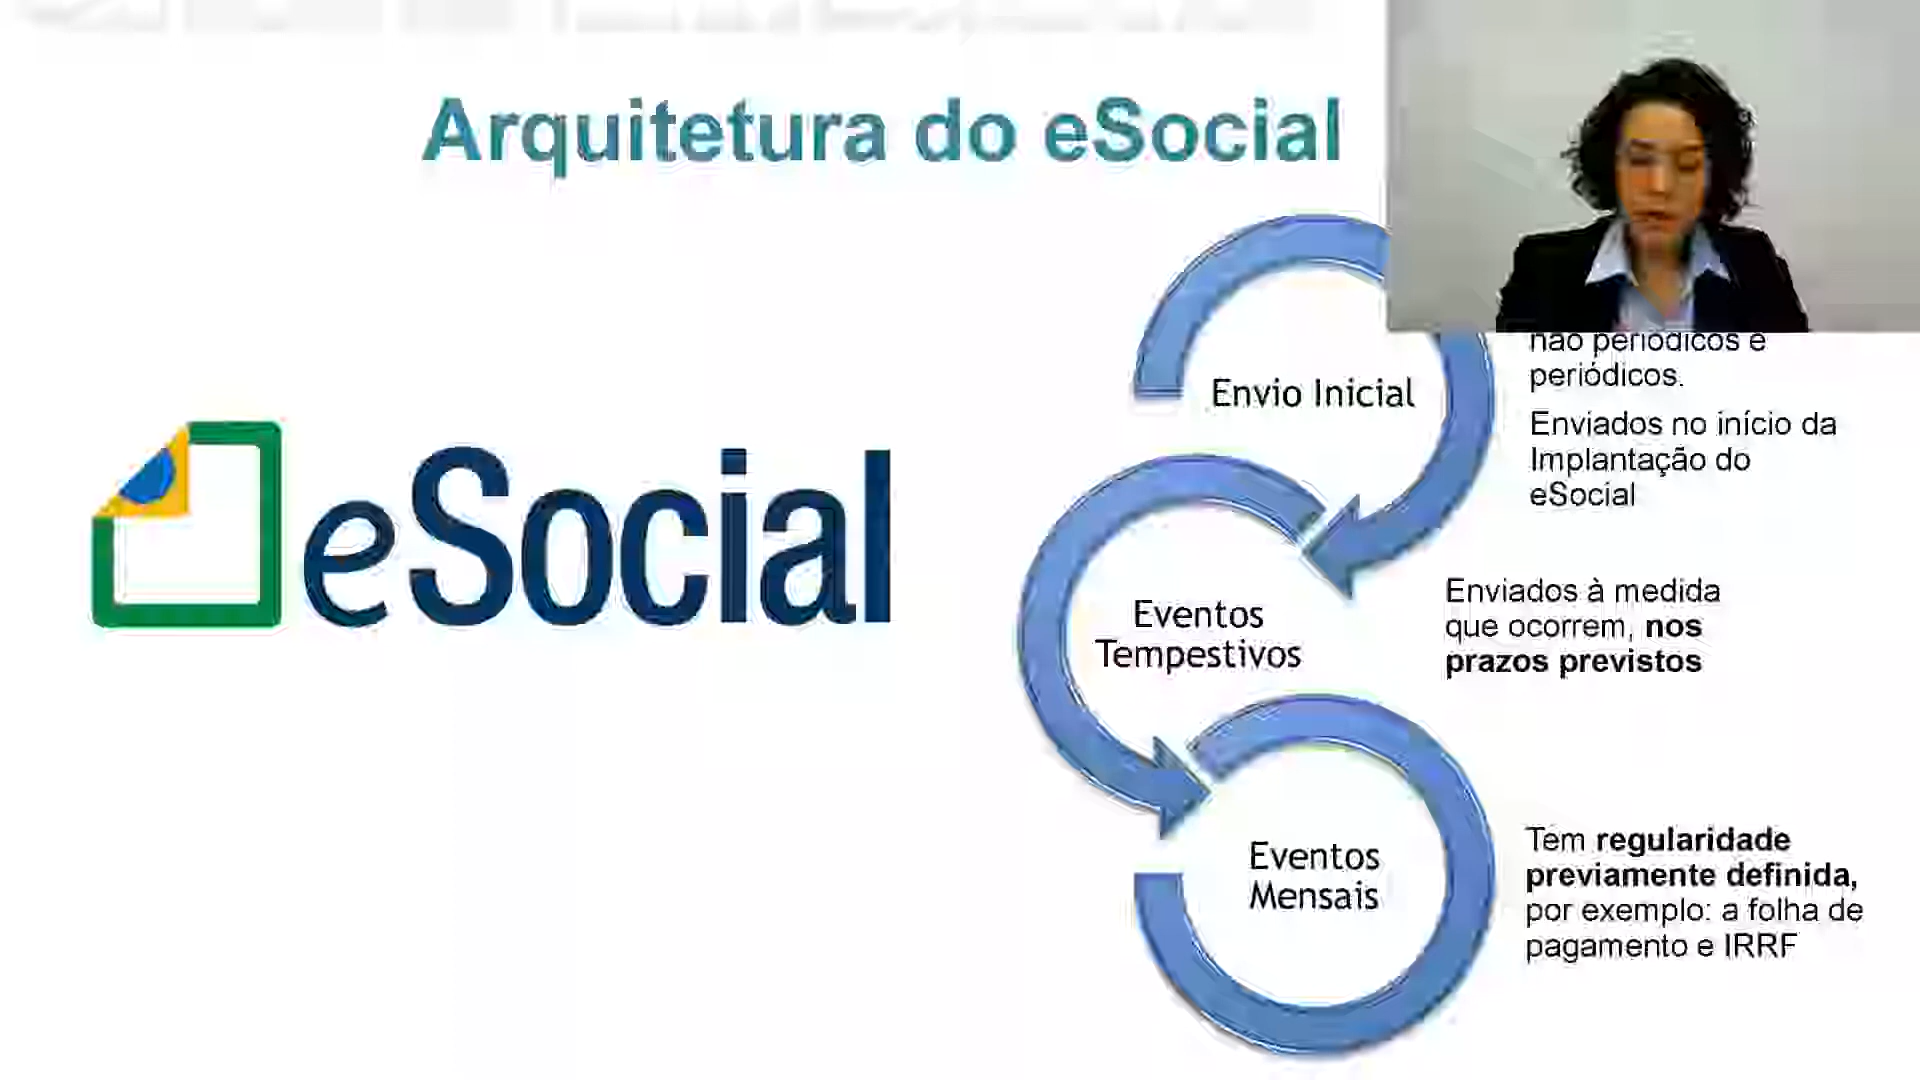 Arquitetura do eSocial
não periódicos e
periódicos.
Envio Inicial
Enviados no início da
Implantação do
eSocial
eSocial
Eventos
Tempestivos
Enviados à medida
que ocorrem, nos
prazos previstos
Eventos
Mensais
Tem regularidade
previamente definida,
por exemplo: a folha de
pagamento e IRRF